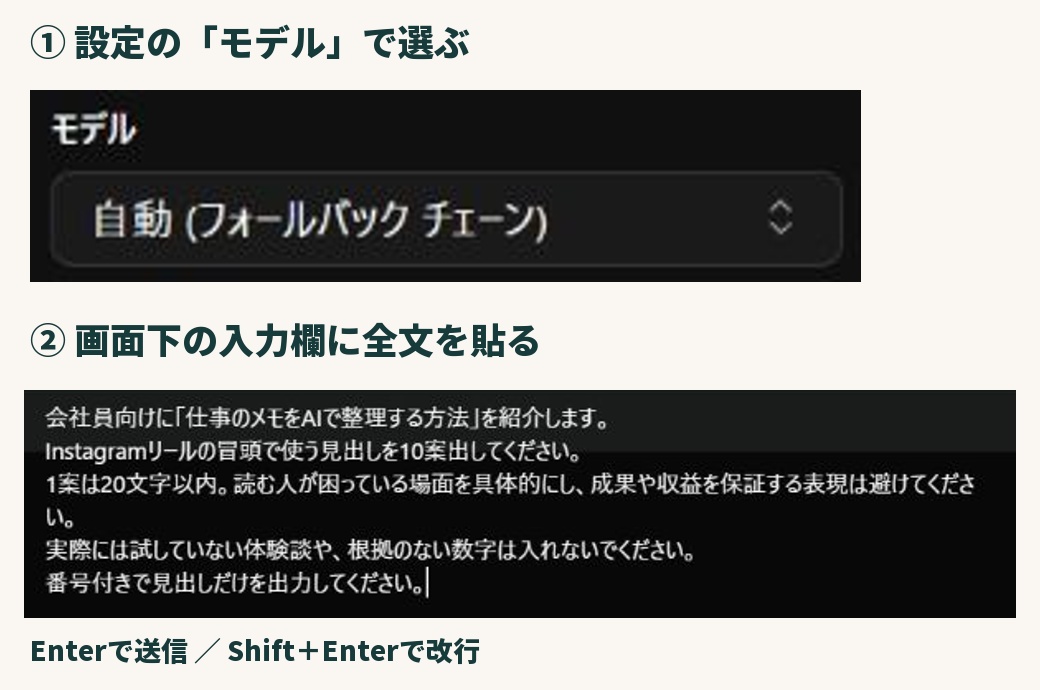 ① 設定の「モデル」で選ぶ
モデル
自動 (フォールバック チェーン)
② 画面下の入力欄に全文を貼る
会社員向けに「仕事のメモをAIで整理する方法」を紹介します。
Instagramリールの冒頭で使う見出しを10案出してください。
1案は20文字以内。読む人が困っている場面を具体的にし、成果や収益を保証する表現は避けてくださ
い。
実際には試していない体験談や、根拠のない数字は入れないでください。
番号付きで見出しだけを出力してください。
Enterで送信 ／ Shift＋Enterで改行